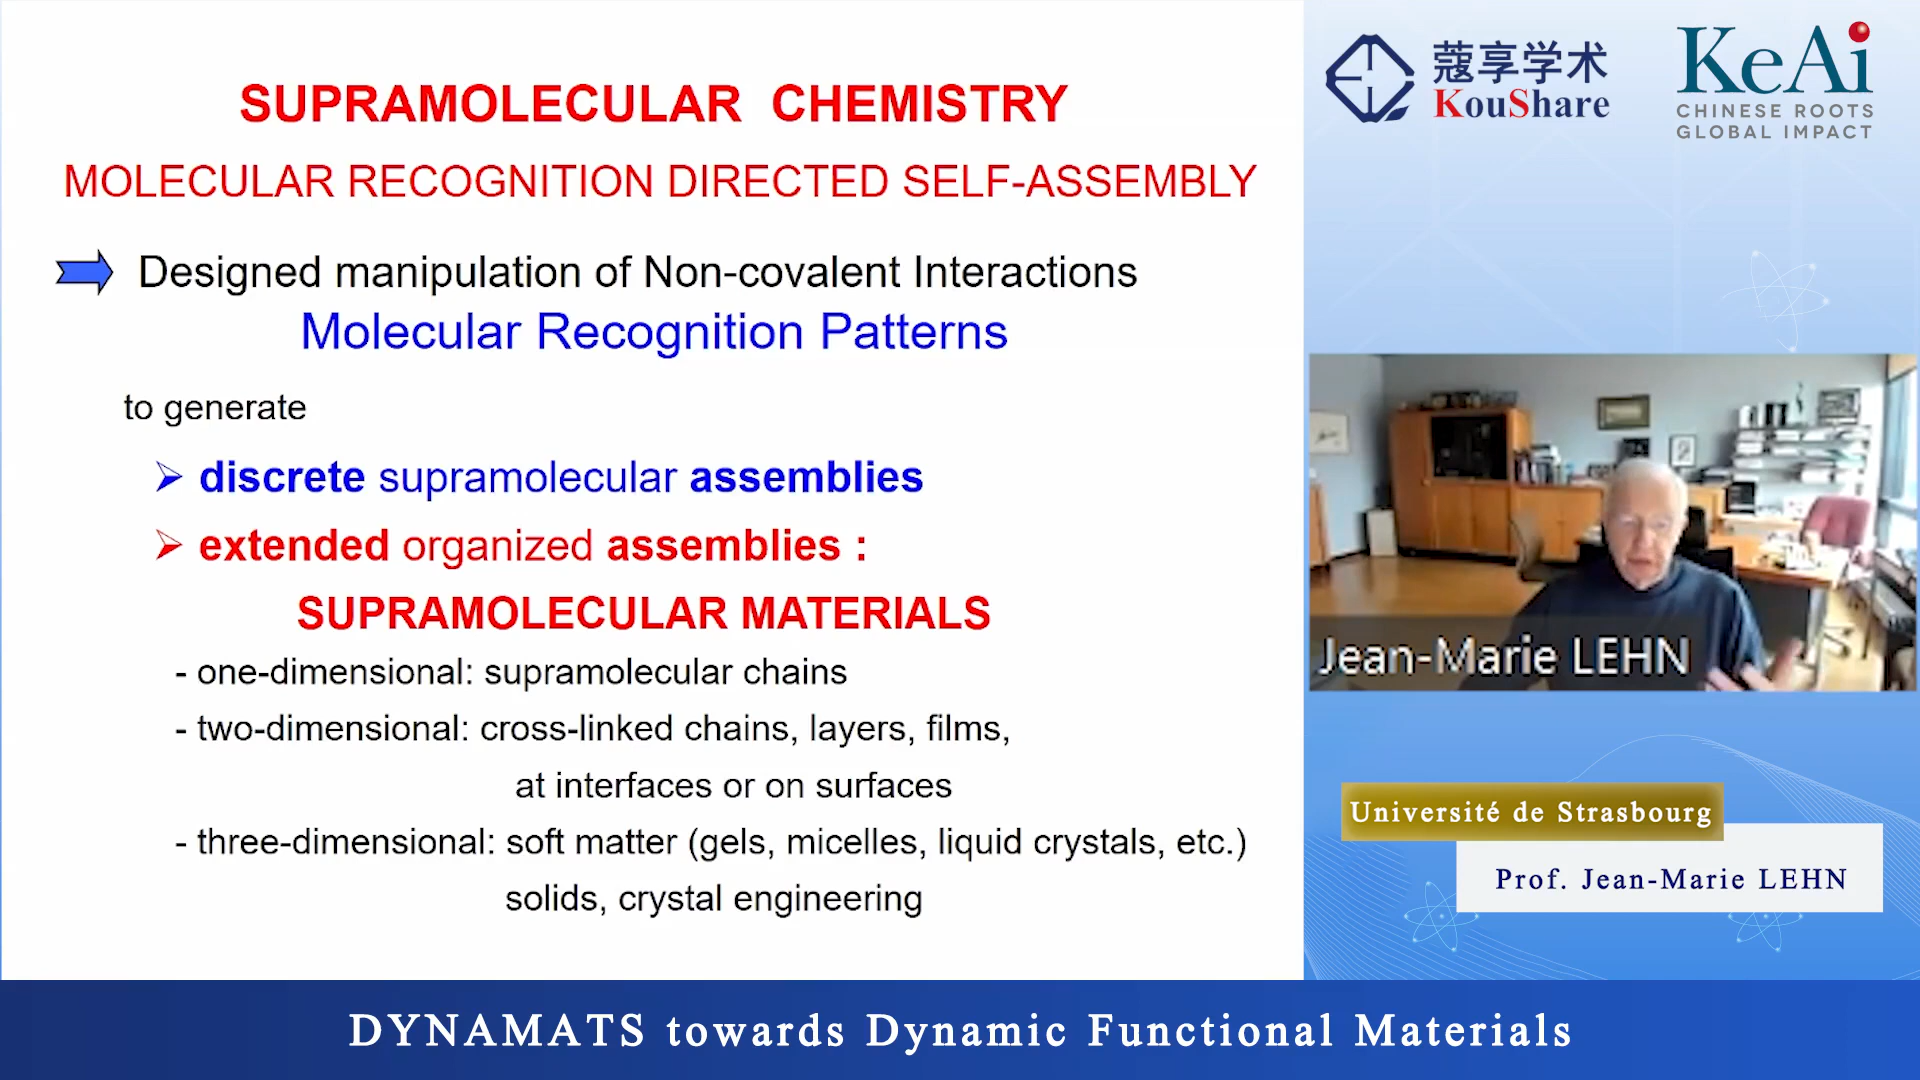 SUPRAMOLECULAR CHEMISTRY
MOLECULAR RECOGNITION DIRECTED SELF-ASSEMBLY
Designed manipulation of Non-covalent Interactions
Molecular Recognition Patterns
to generate
discrete supramolecular assemblies
extended organized assemblies :
SUPRAMOLECULAR MATERIALS
- one-dimensional: supramolecular chains
- two-dimensional: cross-linked chains, layers, films,
at interfaces or on surfaces
- three-dimensional: soft matter (gels, micelles, liquid crystals, etc.)
solids, crystal engineering
蔻享学术
KouShare
KeAi
CHINESE ROOTS
GLOBAL IMPACT
Jean-Marie LEHN
Université de Strasbourg
Prof. Jean-Marie LEHN
DYNAMATS towards Dynamic Functional Materials